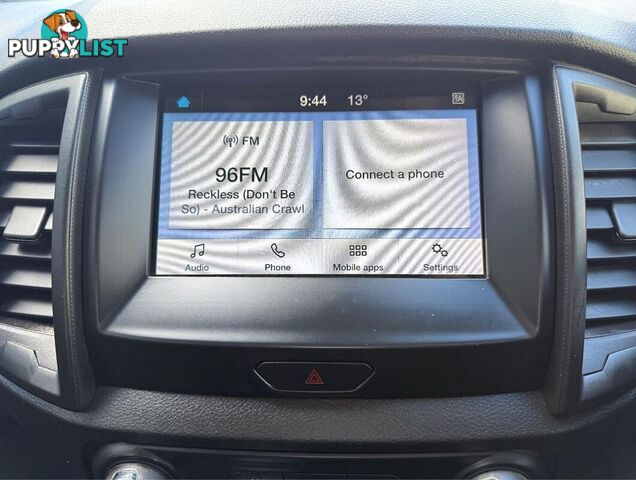 PUPPYLIST
9:44 13°
FM
96FM
Reckless (Don't Be
So) - Australian Crawl
Connect a phone
Audio
Phone
Mobile apps
Settings